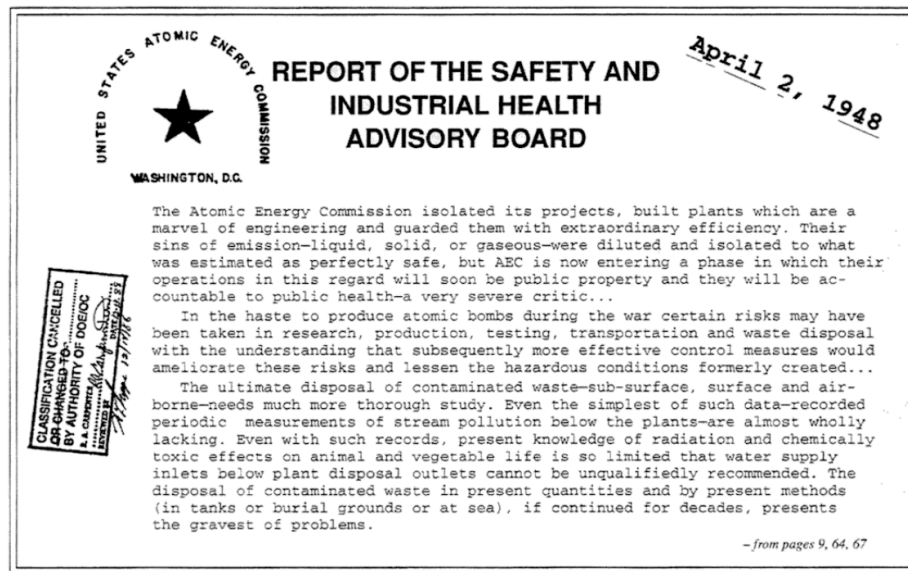 UNITED STATES ATOMIC ENERGY COMMISSION
WASHINGTON, D.C.
REPORT OF THE SAFETY AND
INDUSTRIAL HEALTH
ADVISORY BOARD
April 2, 1948
The Atomic Energy Commission isolated its projects, built plants which are a
marvel of engineering and guarded them with extraordinary efficiency. Their
sins of emission—liquid, solid, or gaseous—were diluted and isolated to what
was estimated as perfectly safe, but AEC is now entering a phase in which their
operations in this regard will soon be public property and they will be ac-
countable to public health—a very severe critic...
In the haste to produce atomic bombs during the war certain risks may have
been taken in research, production, testing, transportation and waste disposal
with the understanding that subsequently more effective control measures would
ameliorate these risks and lessen the hazardous conditions formerly created...
The ultimate disposal of contaminated waste—sub-surface, surface and air-
borne—needs much more thorough study. Even the simplest of such data—recorded
periodic measurements of stream pollution below the plants—are almost wholly
lacking. Even with such records, present knowledge of radiation and chemically
toxic effects on animal and vegetable life is so limited that water supply
inlets below plant disposal outlets cannot be unqualifiedly recommended. The
disposal of contaminated waste in present quantities and by present methods
(in tanks or burial grounds or at sea), if continued for decades, presents
the gravest of problems.
– from pages 9, 64, 67
CLASSIFICATION CANCELLED
OR CHANGED TO
BY AUTHORITY OF DOE/OC
R. A. CARPENTER
REVIEWED BY